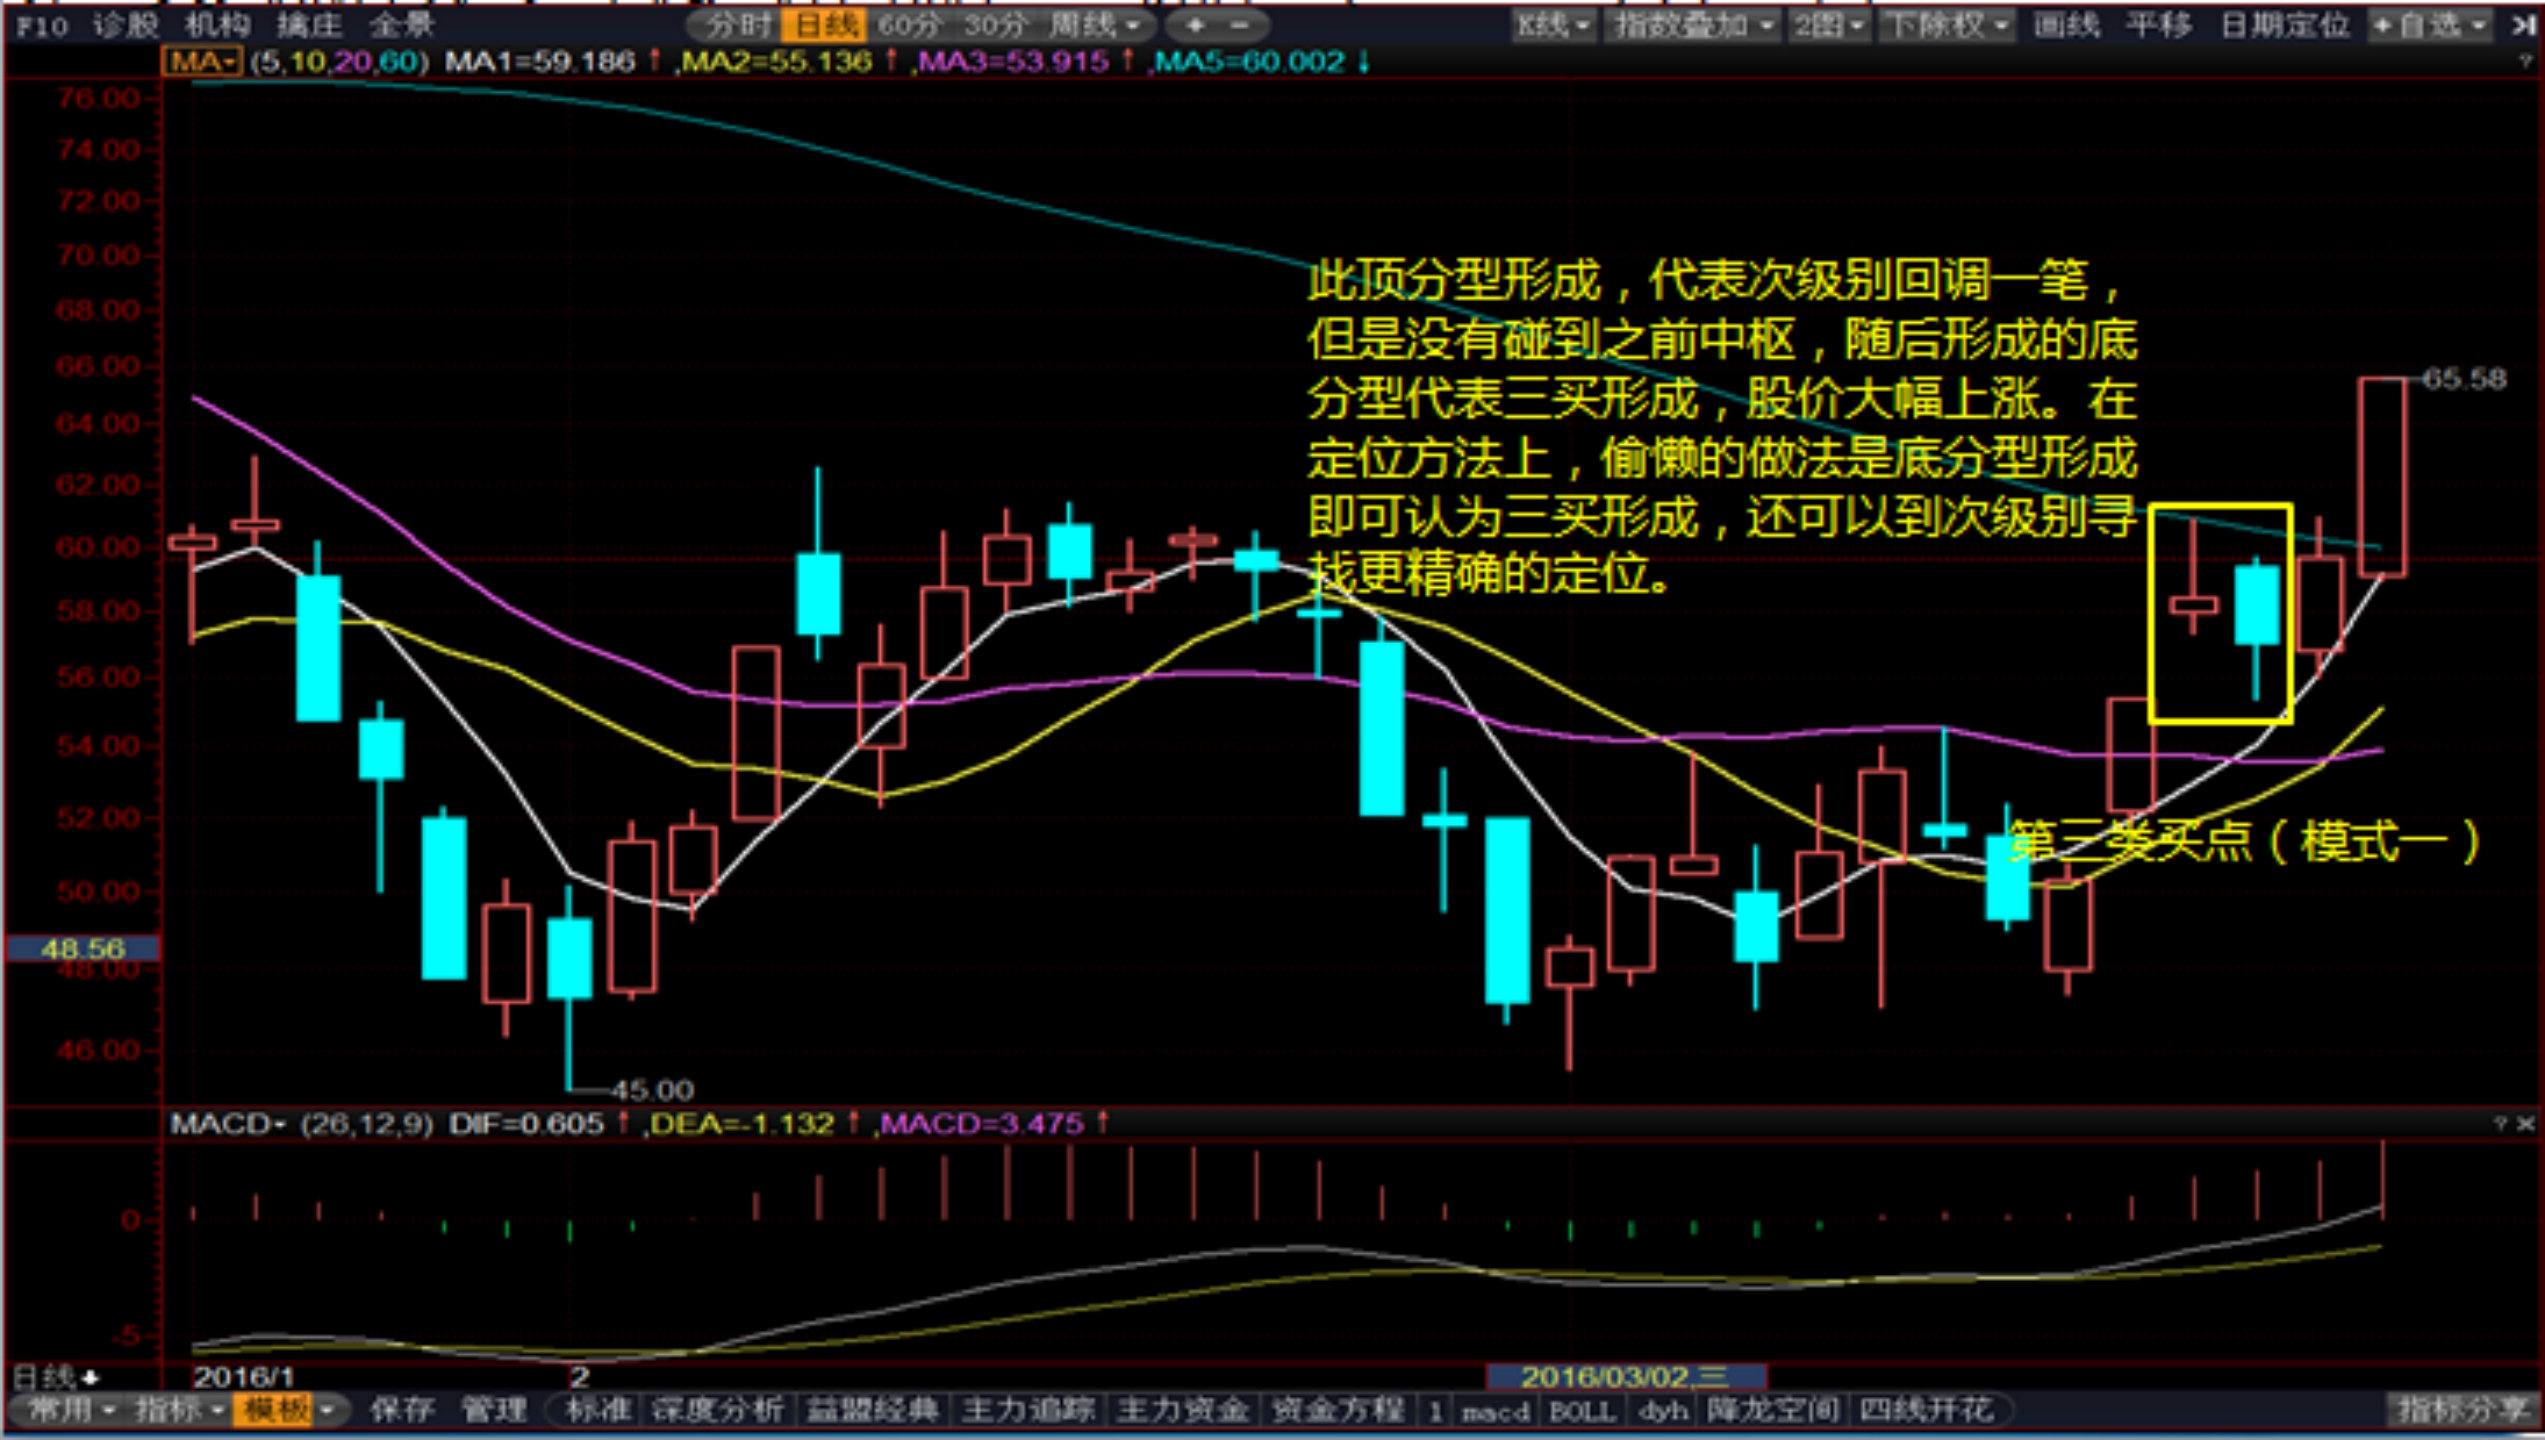 F10 诊股 机构 擒庄 全景 分时 日线 60分 30分 周线 + - K线 指数叠加 2图 下除权 画线 平移 日期定位 +自选
MA (5,10,20,60) MA1=59.186↑,MA2=55.136↑,MA3=53.915↑,MA5=60.002↓ ?
76.00
74.00
72.00
70.00
68.00
66.00
64.00
62.00
60.00
58.00
56.00
54.00
52.00
50.00
48.56
48.00
46.00
此顶分型形成，代表次级别回调一笔，
但是没有碰到之前中枢，随后形成的底
分型代表三买形成，股价大幅上涨。在
定位方法上，偷懒的做法是底分型形成
即可认为三买形成，还可以到次级别寻
找更精确的定位。
65.58
第三类买点（模式一）
45.00
MACD (26,12,9) DIF=0.605↑,DEA=-1.132↑,MACD=3.475↑ ? ×
0
-5
日线 2016/1 2 2016/03/02,三
常用 指标 模板 保存 管理 标准 深度分析 益盟经典 主力追踪 主力资金 资金方程 1 macd BOLL dyh 降龙空间 四线开花 指标分享